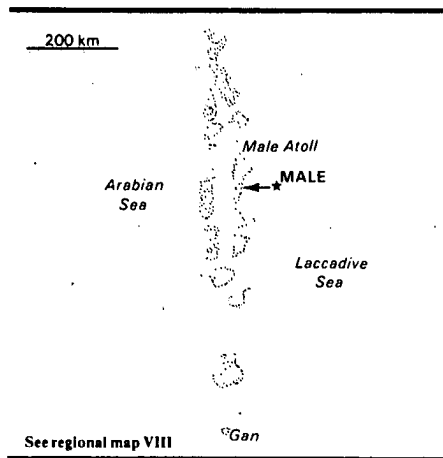 200 km
Male Atoll
MALE
Arabian
Sea
Laccadive
Sea
Gan
See regional map VIII